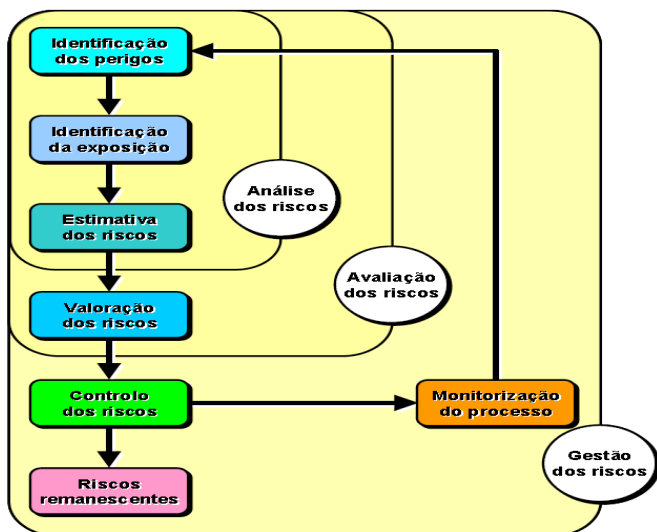 Identificação
dos perigos
Identificação
da exposição
Análise
dos riscos
Estimativa
dos riscos
Avaliação
dos riscos
Valoração
dos riscos
Controlo
dos riscos
Monitorização
do processo
Gestão
dos riscos
Riscos
remanescentes